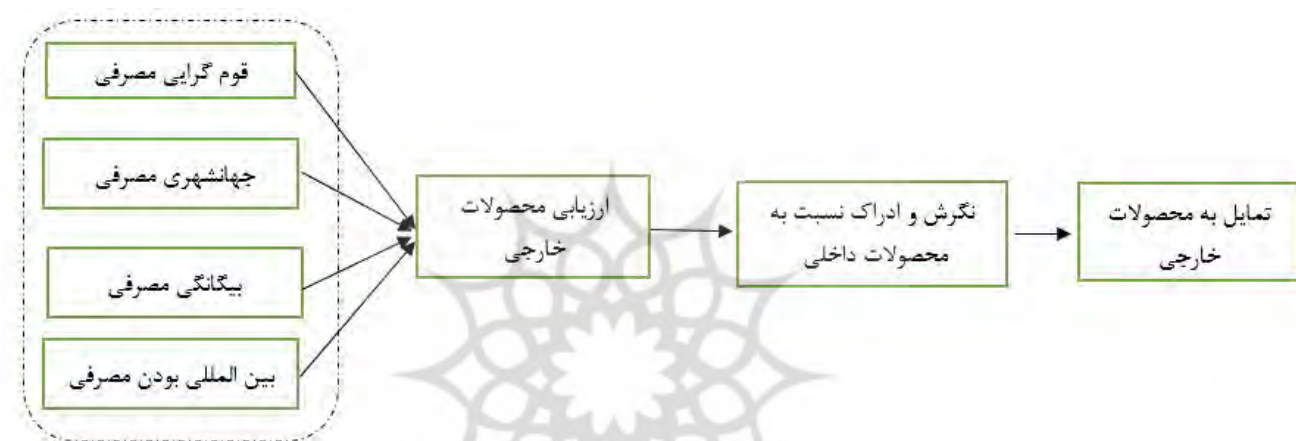 قوم گرایی مصرفی
جهانشهری مصرفی
بیگانگی مصرفی
بین المللی بودن مصرفی
ارزیابی محصولات
خارجی
نگرش و ادراک نسبت به
محصولات داخلی
تمایل به محصولات
خارجی